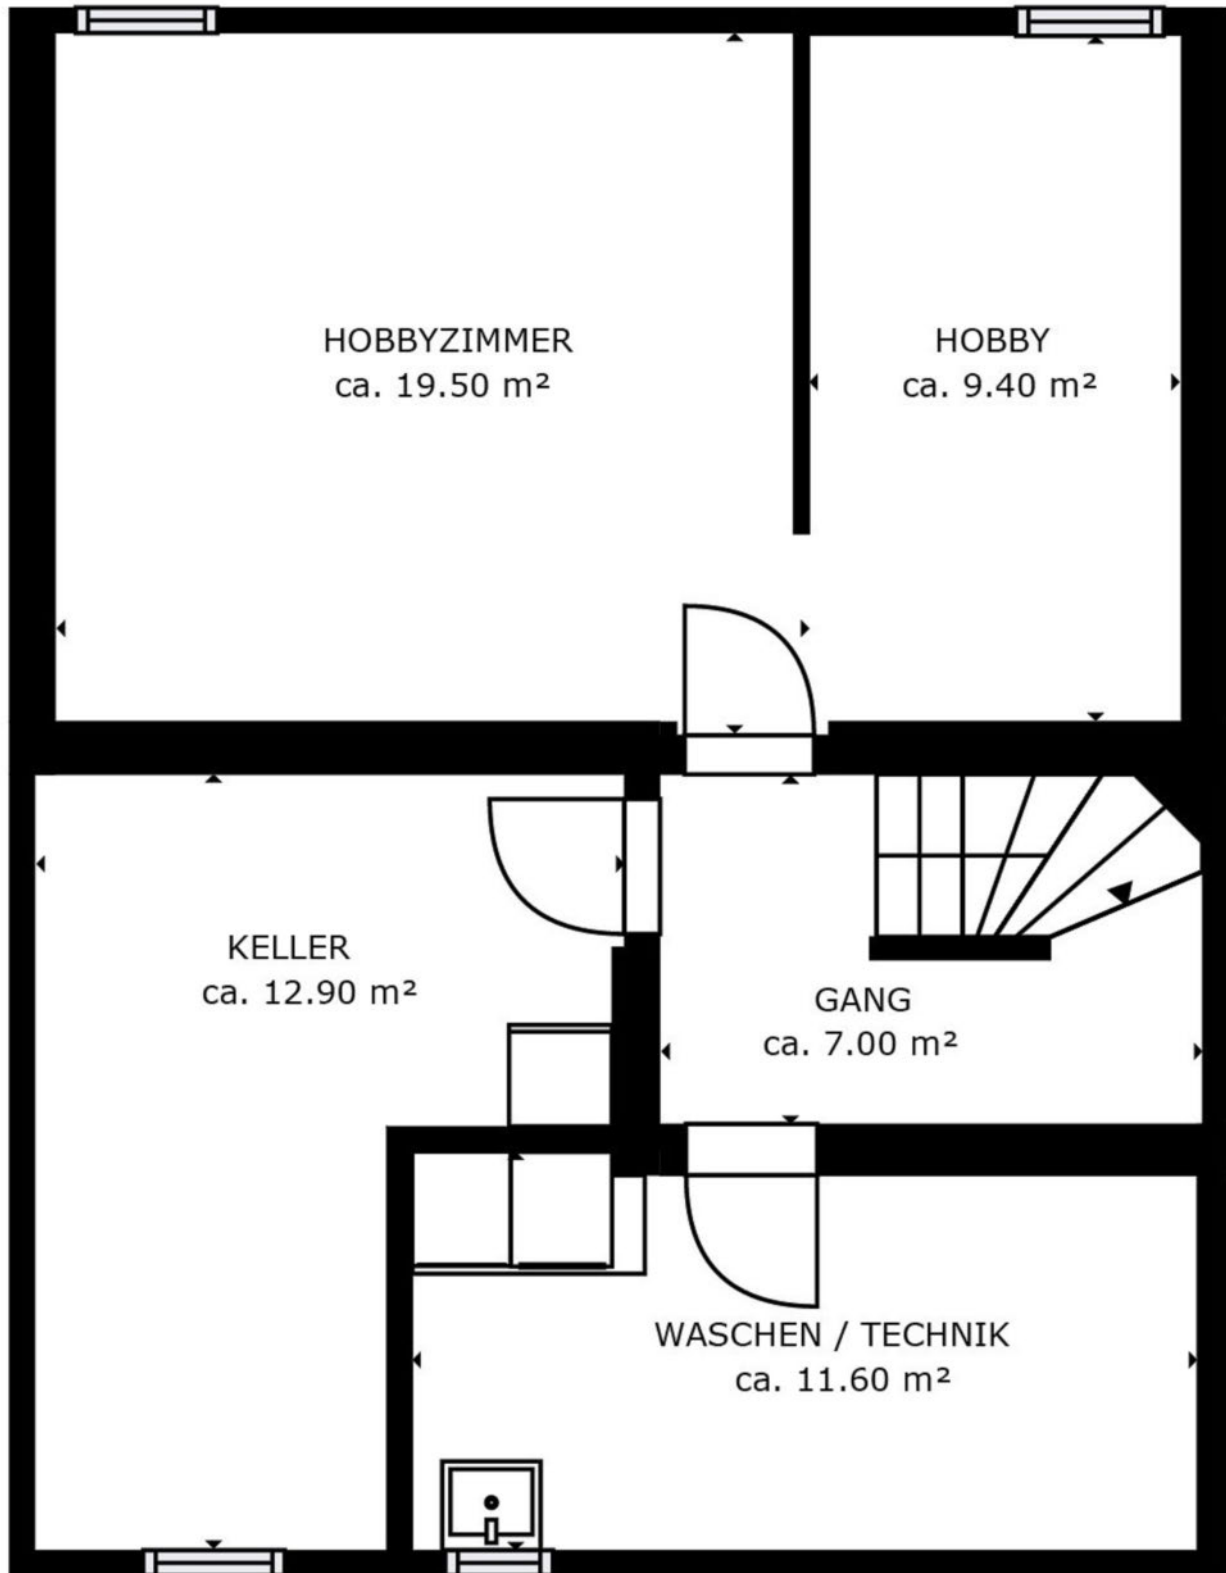 HOBBYZIMMER
ca. 19.50 m²
HOBBY
ca. 9.40 m²
KELLER
ca. 12.90 m²
GANG
ca. 7.00 m²
WASCHEN / TECHNIK
ca. 11.60 m²